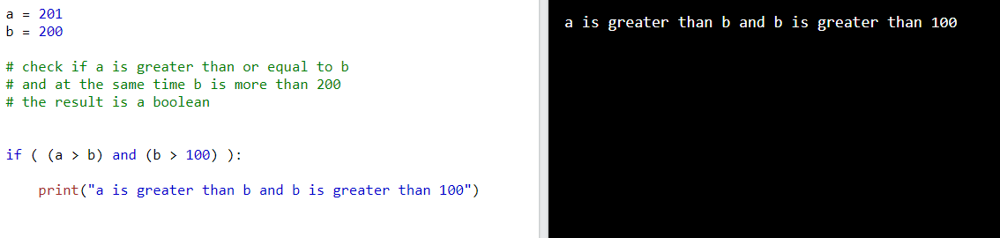 a = 201
b = 200
# check if a is greater than or equal to b
# and at the same time b is more than 200
# the result is a boolean
if ( (a > b) and (b > 100) ):
print("a is greater than b and b is greater than 100")
a is greater than b and b is greater than 100